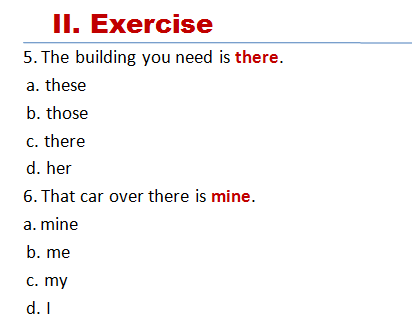 II. Exercise
5. The building you need is there.
a. these
b. those
c. there
d. her
6. That car over there is mine.
a. mine
b. me
c. my
d. I